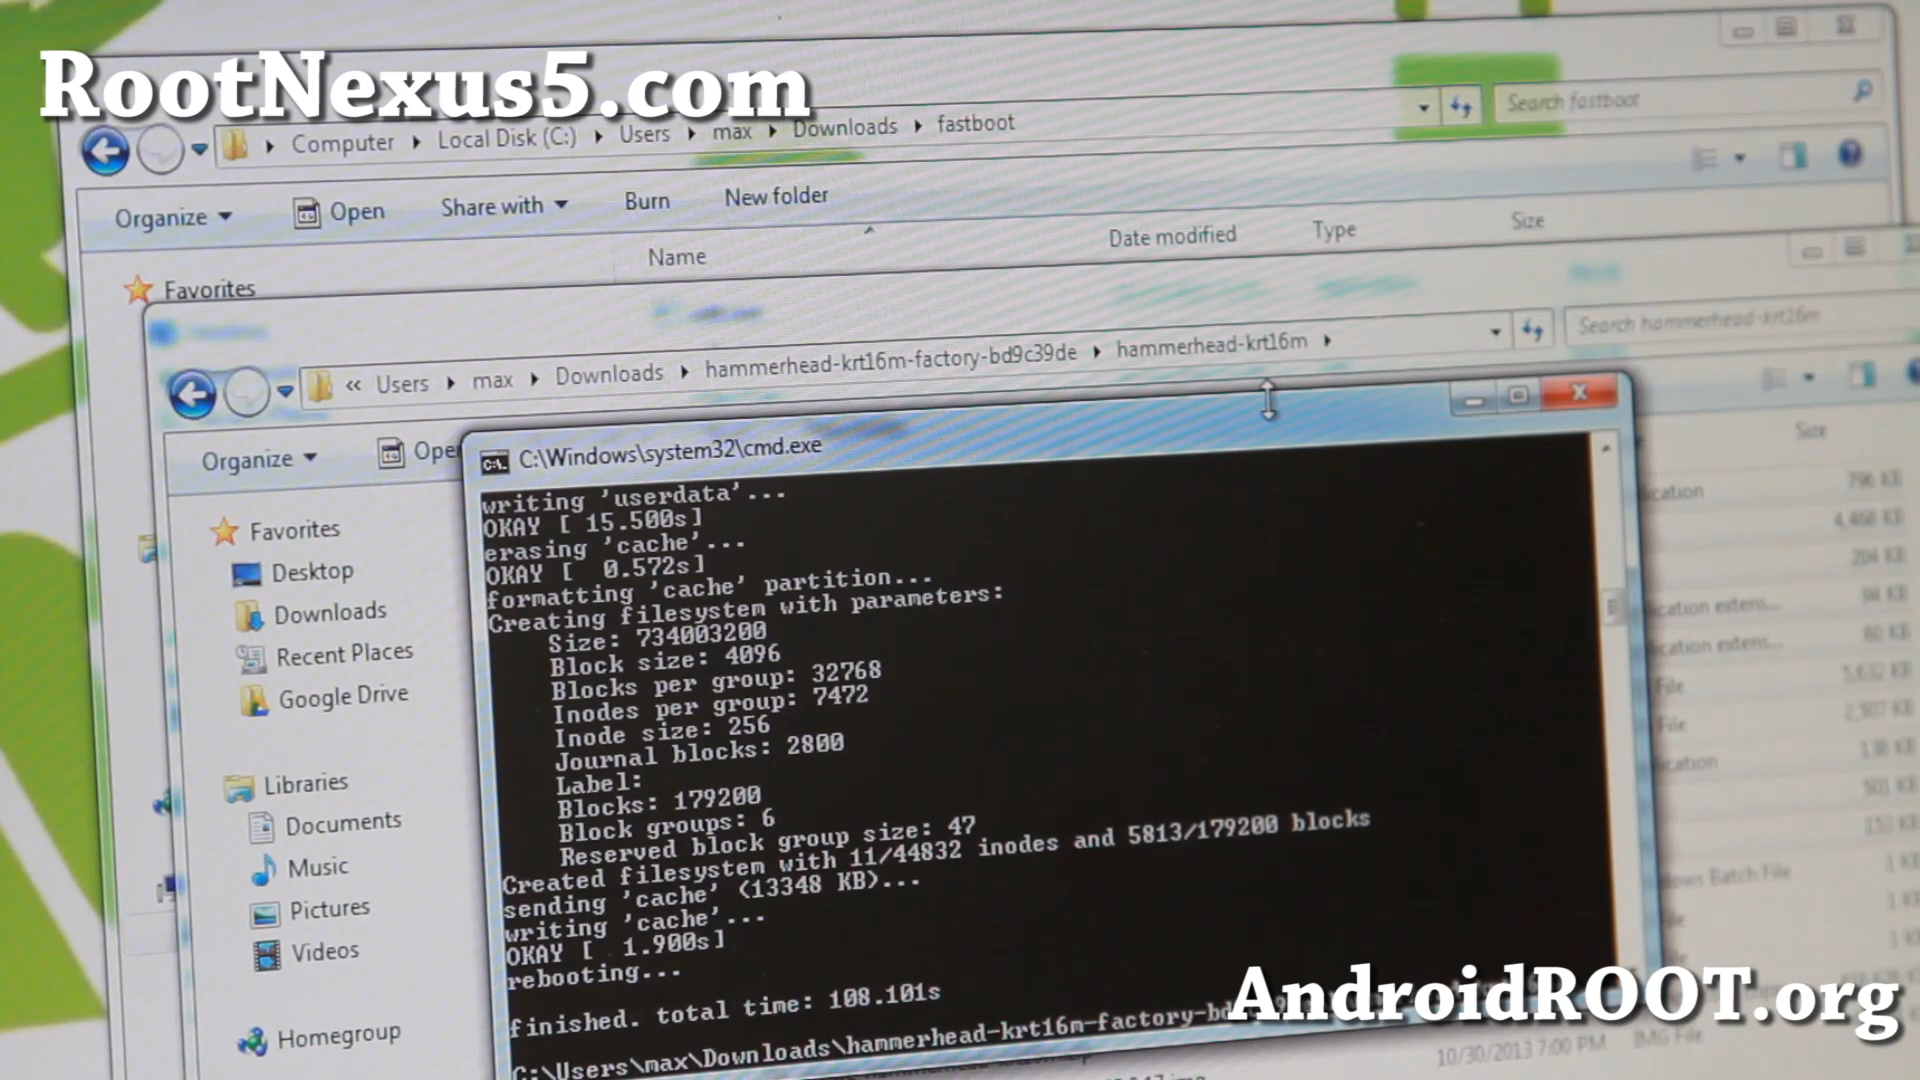 RootNexus5.com
Computer Local Disk (C:) Users max Downloads fastboot
Search fastboot
Organize Open Share with Burn New folder
Name Date modified Type Size
Favorites
« Users max Downloads hammerhead-krt16m-factory-bd9c39de hammerhead-krt16m
Search hammerhead-krt16m
Organize
Size
C:\Windows\system32\cmd.exe
writing 'userdata'...
OKAY [ 15.500s]
erasing 'cache'...
OKAY [  0.572s]
formatting 'cache' partition...
Creating filesystem with parameters:
Size: 734003200
Block size: 4096
Blocks per group: 32768
Inodes per group: 7472
Inode size: 256
Journal blocks: 2800
Label:
Blocks: 179200
Block groups: 6
Reserved block group size: 47
Created filesystem with 11/44832 inodes and 5813/179200 blocks
sending 'cache' (13348 KB)...
writing 'cache'...
OKAY [  1.900s]
rebooting...
finished. total time: 108.101s
Favorites
Desktop
Downloads
Recent Places
Google Drive
Libraries
Documents
Music
Pictures
Videos
Homegroup
AndroidROOT.org
10/30/2013 7:00 PM IMG File